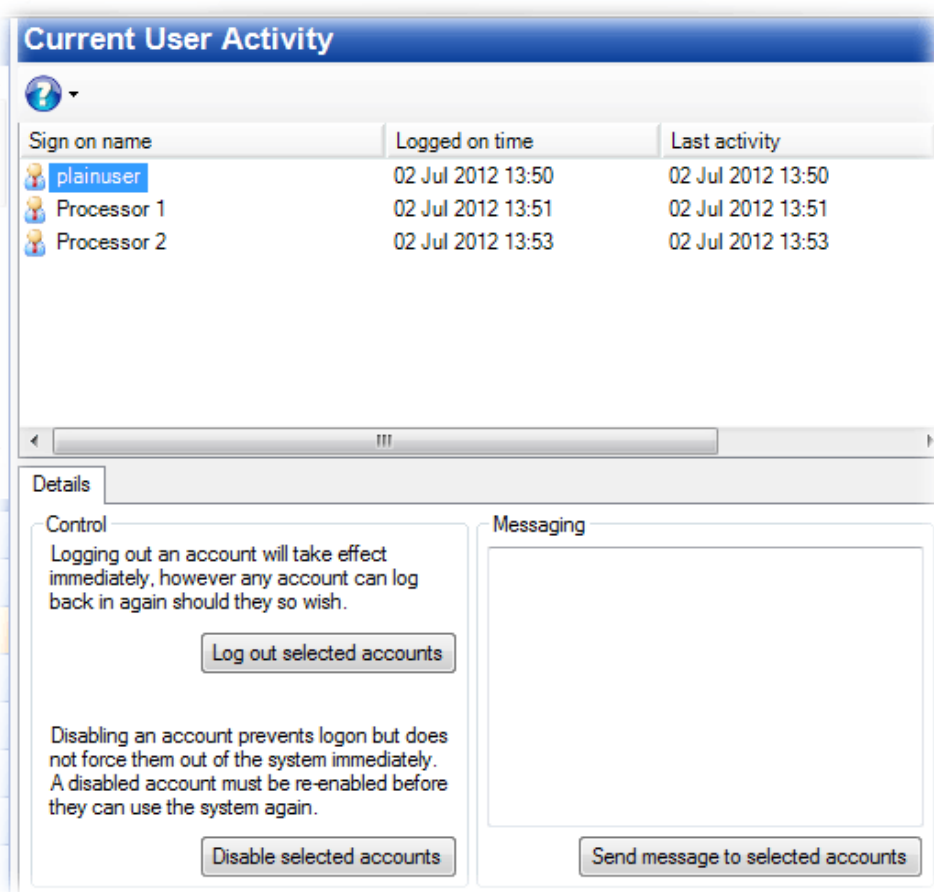 Current User Activity
Sign on name Logged on time Last activity
plainuser 02 Jul 2012 13:50 02 Jul 2012 13:50
Processor 1 02 Jul 2012 13:51 02 Jul 2012 13:51
Processor 2 02 Jul 2012 13:53 02 Jul 2012 13:53
Details
Control
Logging out an account will take effect
immediately, however any account can log
back in again should they so wish.
Log out selected accounts
Disabling an account prevents logon but does
not force them out of the system immediately.
A disabled account must be re-enabled before
they can use the system again.
Disable selected accounts
Messaging
Send message to selected accounts